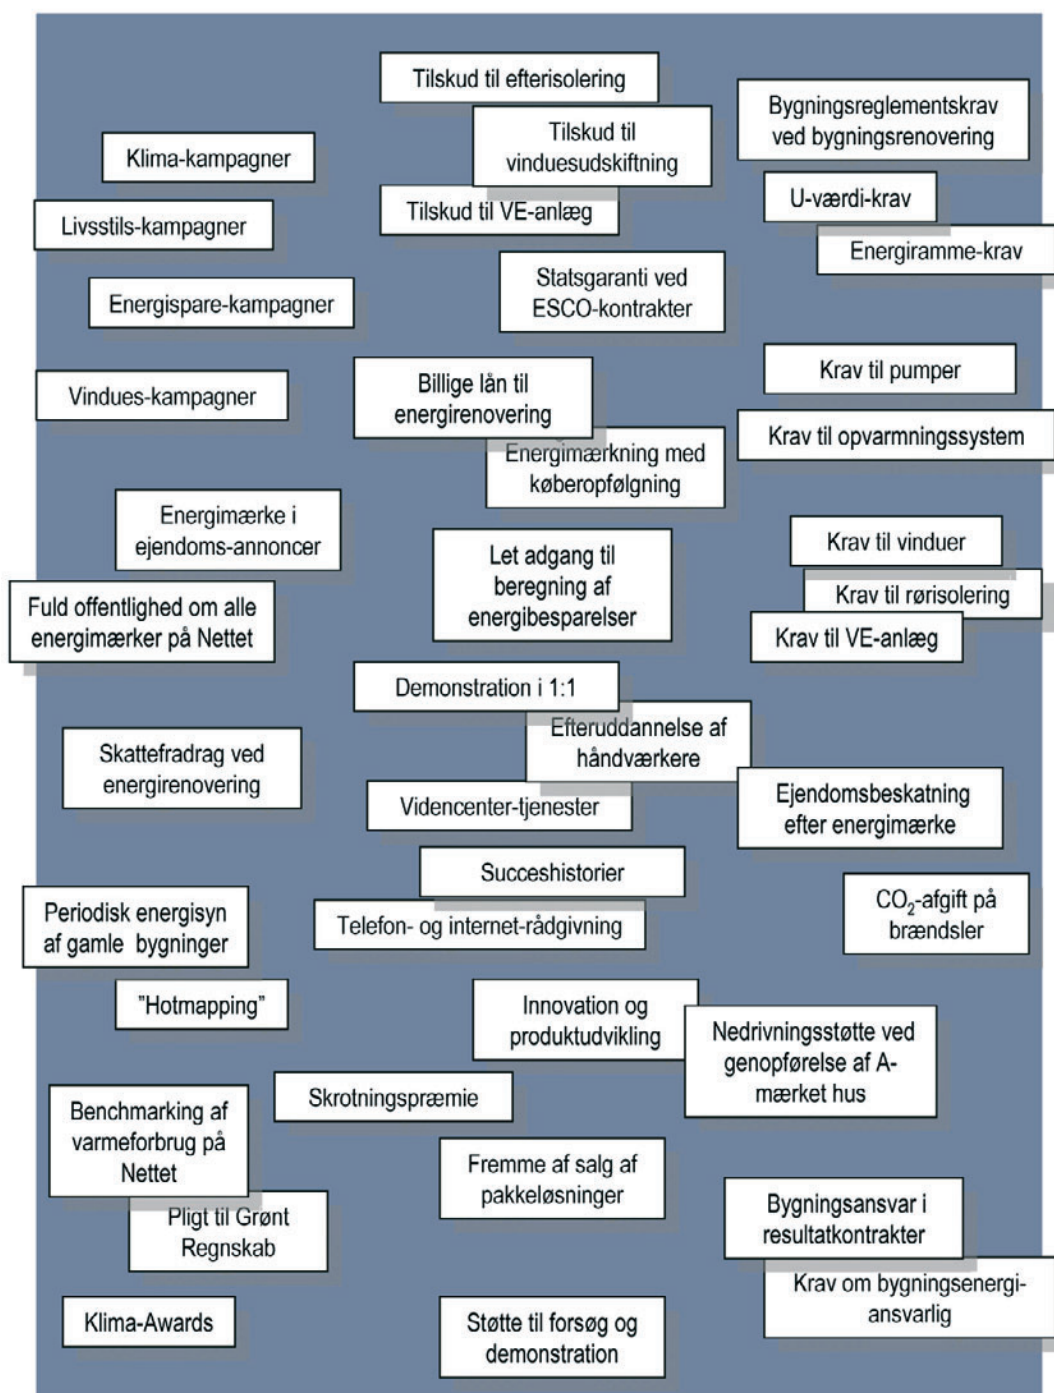 Tilskud til efterisolering
Bygningsreglementskrav
ved bygningsrenovering
Tilskud til
vinduesudskiftning
Klima-kampagner
U-værdi-krav
Tilskud til VE-anlæg
Livsstils-kampagner
Energiramme-krav
Statsgaranti ved
ESCO-kontrakter
Energispare-kampagner
Krav til pumper
Billige lån til
energirenovering
Vindues-kampagner
Krav til opvarmningssystem
Energimærkning med
køberopfølgning
Energimærke i
ejendoms-annoncer
Krav til vinduer
Let adgang til
beregning af
energibesparelser
Krav til rørisolering
Fuld offentlighed om alle
energimærker på Nettet
Krav til VE-anlæg
Demonstration i 1:1
Efteruddannelse af
håndværkere
Skattefradrag ved
energirenovering
Ejendomsbeskatning
efter energimærke
Videncenter-tjenester
Succeshistorier
CO₂-afgift på
brændsler
Periodisk energisyn
af gamle bygninger
Telefon- og internet-rådgivning
"Hotmapping"
Innovation og
produktudvikling
Nedrivningsstøtte ved
genopførelse af A-
mærket hus
Skrotningspræmie
Benchmarking af
varmeforbrug på
Nettet
Fremme af salg af
pakkeløsninger
Bygningsansvar i
resultatkontrakter
Pligt til Grønt
Regnskab
Krav om bygningsenergi-
ansvarlig
Klima-Awards
Støtte til forsøg og
demonstration